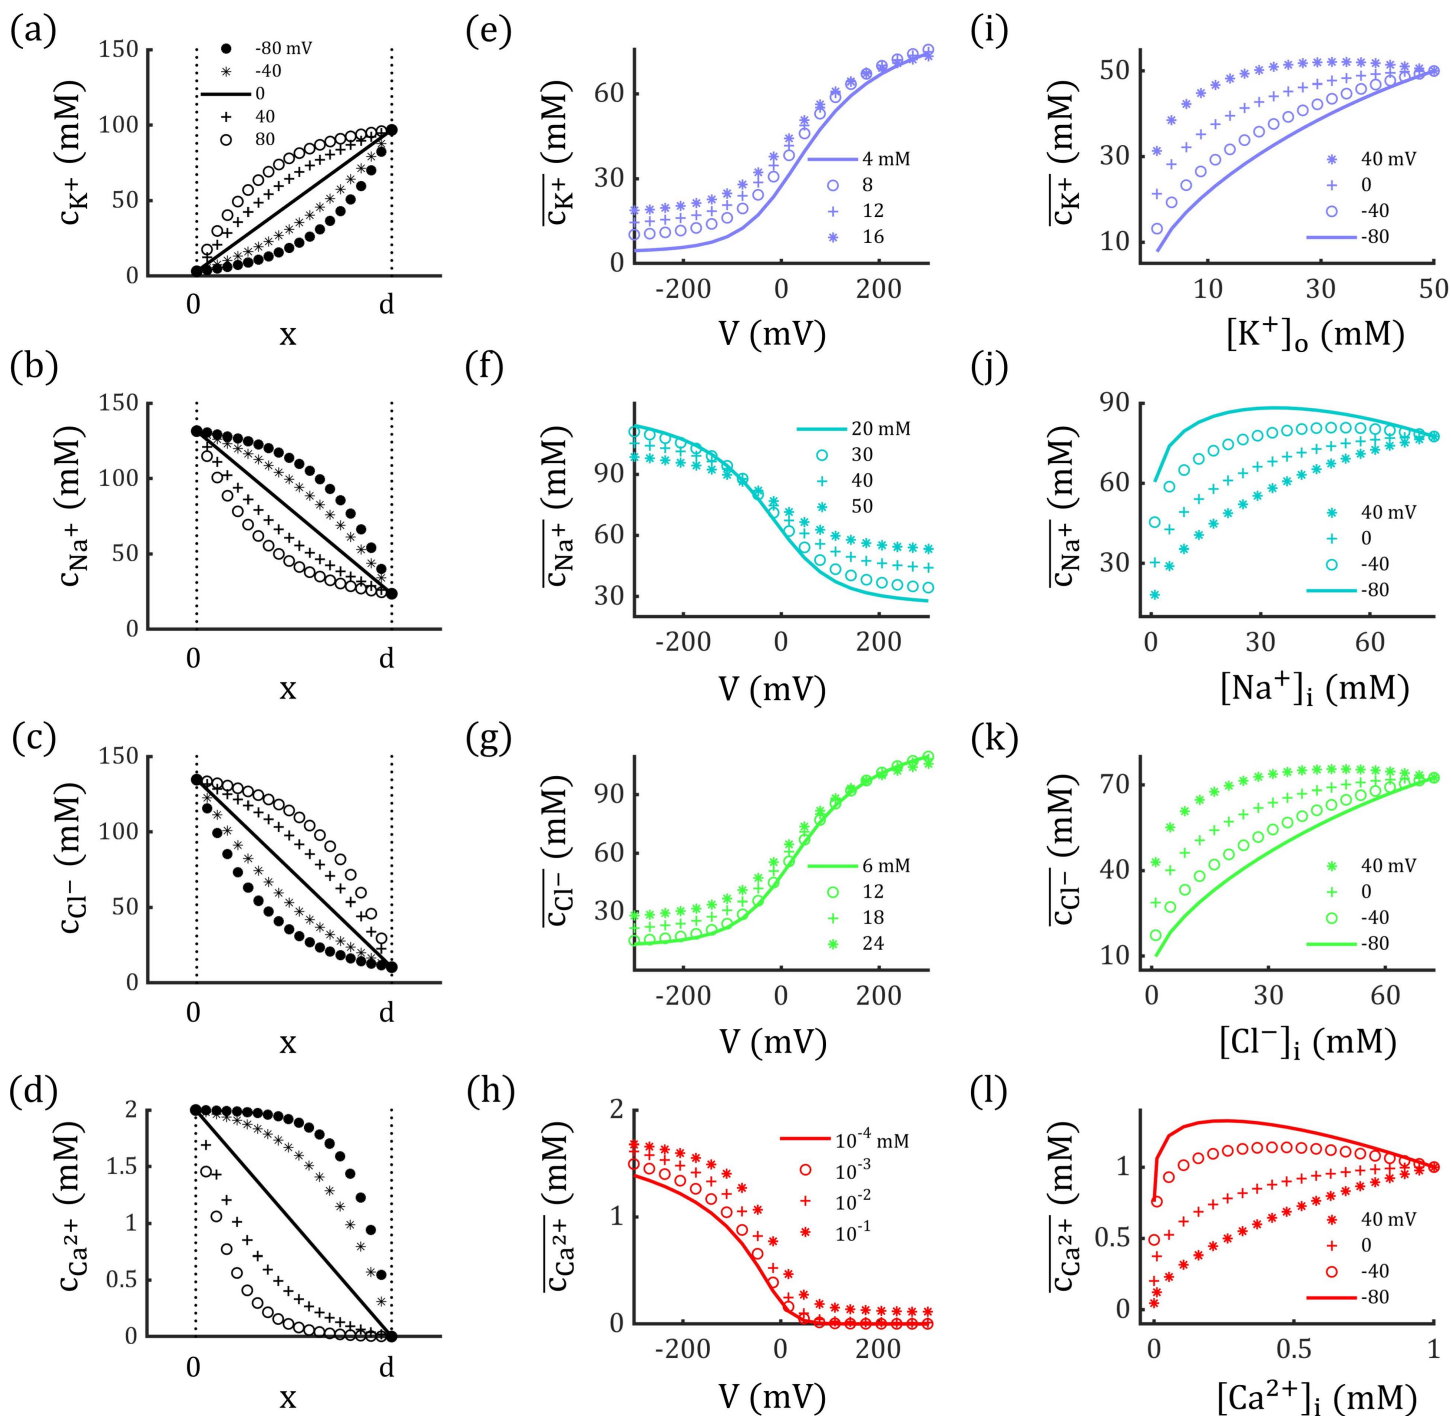 (a)
150
100
50
0
c_K+ (mM)
-80 mV
-40
0
40
80
0 d
x
(e)
60
30
0
c_K+ (mM)
4 mM
8
12
16
-200 0 200
V (mV)
(i)
50
30
10
c_K+ (mM)
40 mV
0
-40
-80
10 30 50
[K⁺]ₒ (mM)
(b)
150
100
50
0
c_Na+ (mM)
0 d
x
(f)
90
60
30
c_Na+ (mM)
20 mM
30
40
50
-200 0 200
V (mV)
(j)
90
60
30
c_Na+ (mM)
40 mV
0
-40
-80
0 30 60
[Na⁺]ᵢ (mM)
(c)
150
100
50
0
c_Cl− (mM)
0 d
x
(g)
90
60
30
c_Cl− (mM)
6 mM
12
18
24
-200 0 200
V (mV)
(k)
70
40
10
c_Cl− (mM)
40 mV
0
-40
-80
0 30 60
[Cl⁻]ᵢ (mM)
(d)
2
1.5
1
0.5
0
c_Ca2+ (mM)
0 d
x
(h)
2
1
0
c_Ca2+ (mM)
10⁻⁴ mM
10⁻³
10⁻²
10⁻¹
-200 0 200
V (mV)
(l)
1
0.5
0
c_Ca2+ (mM)
40 mV
0
-40
-80
0 0.5 1
[Ca²⁺]ᵢ (mM)